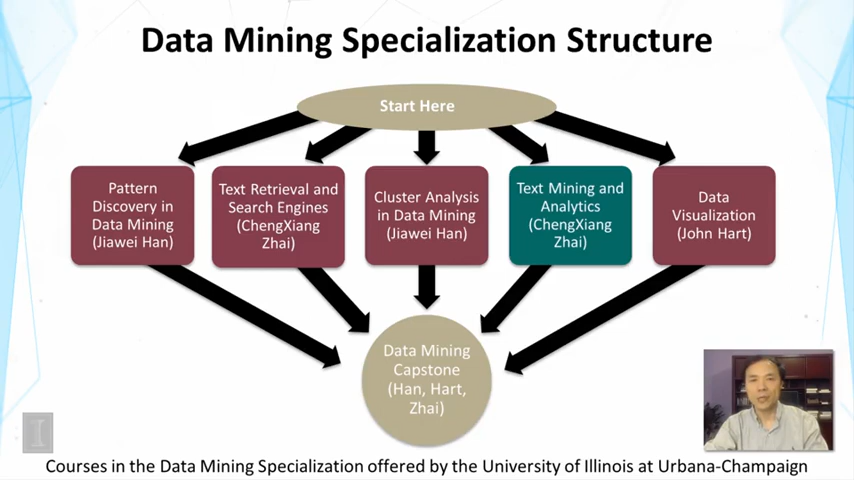 Data Mining Specialization Structure
Start Here
Pattern
Discovery in
Data Mining
(Jiawei Han)
Text Retrieval and
Search Engines
(ChengXiang
Zhai)
Cluster Analysis
in Data Mining
(Jiawei Han)
Text Mining and
Analytics
(ChengXiang
Zhai)
Data
Visualization
(John Hart)
Data Mining
Capstone
(Han, Hart,
Zhai)
I
Courses in the Data Mining Specialization offered by the University of Illinois at Urbana-Champaign